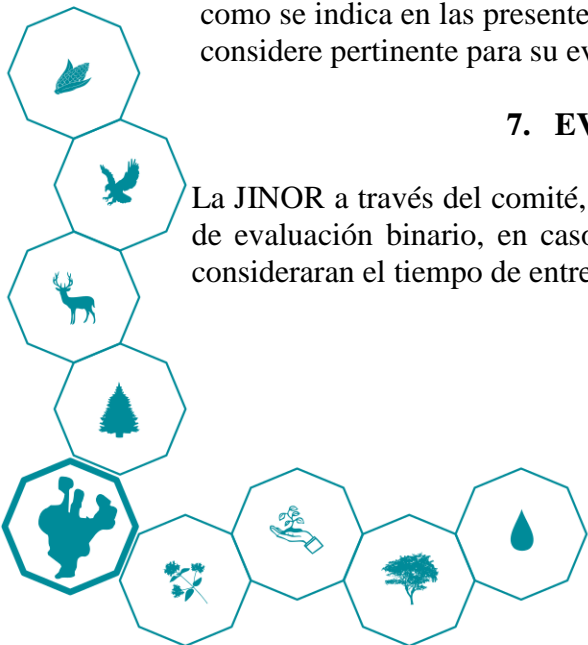 como se indica en las presente
considere pertinente para su ev
7. EV
La JINOR a través del comité,
de evaluación binario, en caso
consideraran el tiempo de entre